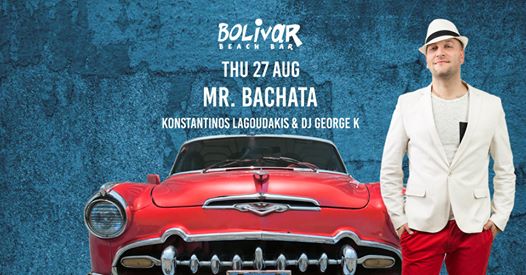 BOLIVAR
BEACH BAR
THU 27 AUG
MR. BACHATA
KONSTANTINOS LAGOUDAKIS & DJ GEORGE K